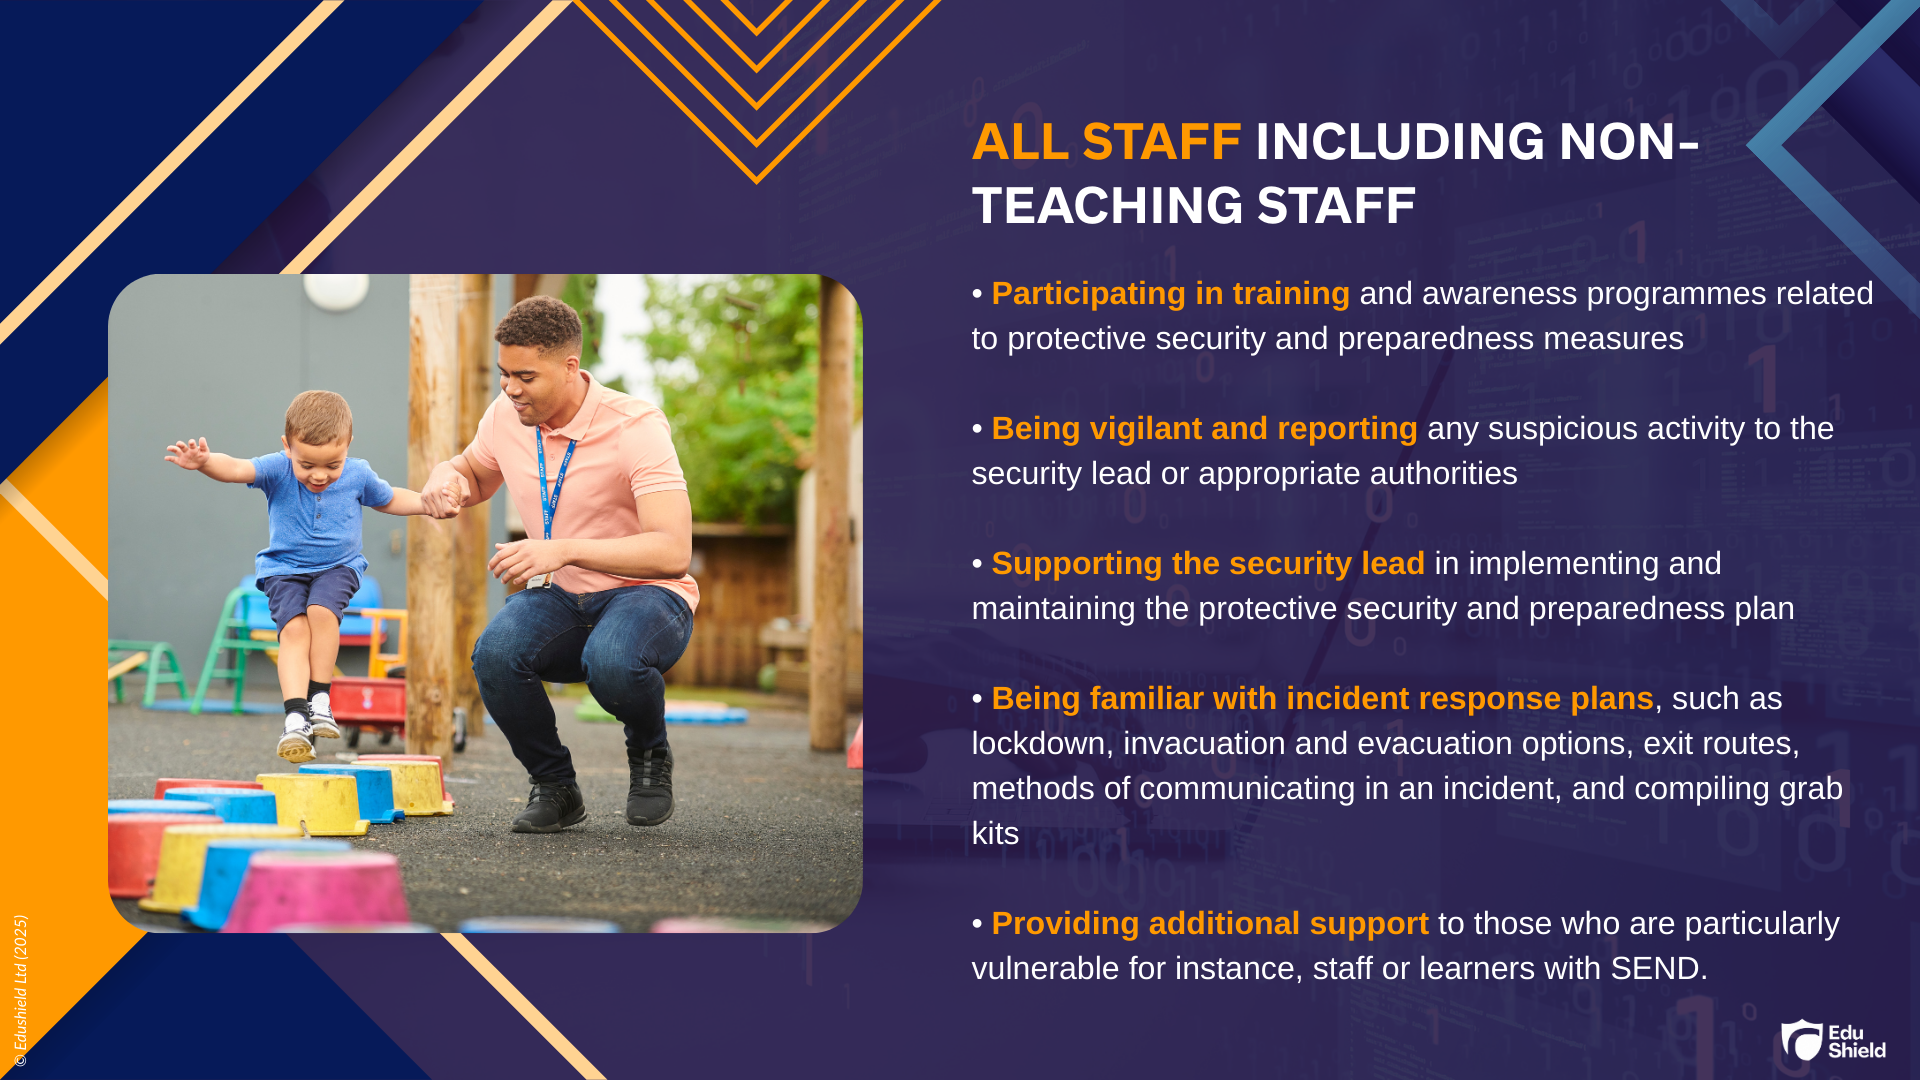 ALL STAFF INCLUDING NON-
TEACHING STAFF
• Participating in training and awareness programmes related
to protective security and preparedness measures
• Being vigilant and reporting any suspicious activity to the
security lead or appropriate authorities
• Supporting the security lead in implementing and
maintaining the protective security and preparedness plan
• Being familiar with incident response plans, such as
lockdown, invacuation and evacuation options, exit routes,
methods of communicating in an incident, and compiling grab
kits
• Providing additional support to those who are particularly
vulnerable for instance, staff or learners with SEND.
© Edushield Ltd (2025)
Edu
Shield